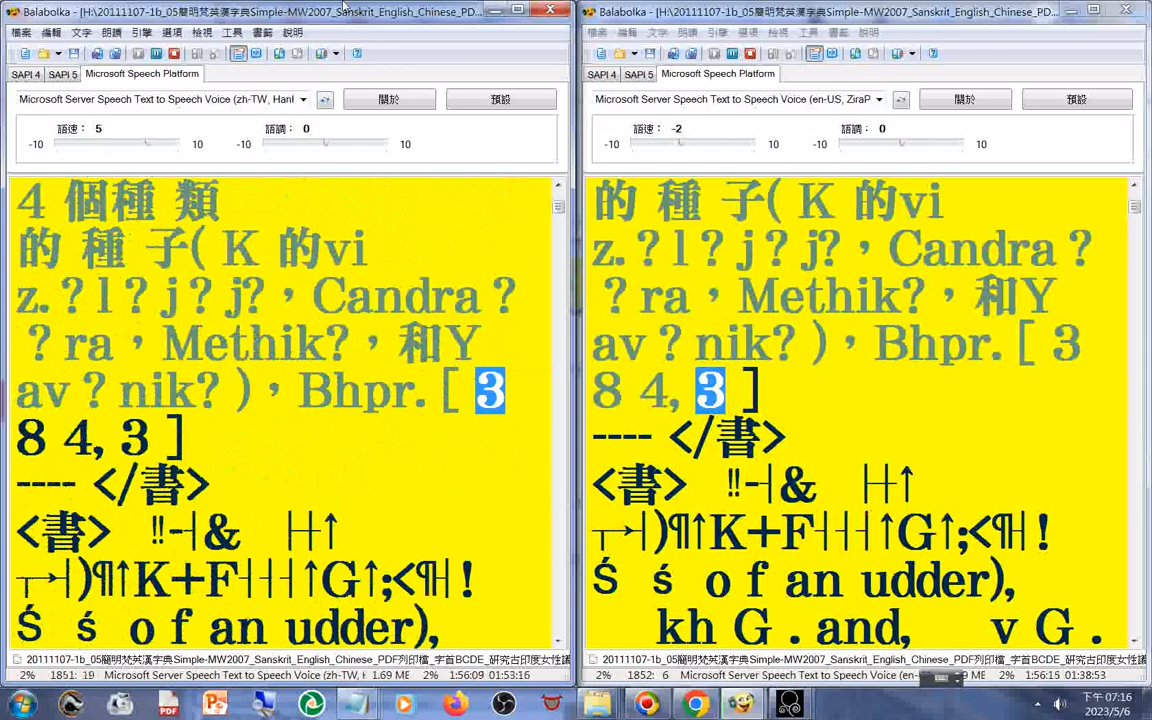 Balabolka - [H:\20111107-1b_05簡明梵英漢字典Simple-MW2007_Sanskrit_English_Chinese_PD...
檔案 編輯 文字 朗讀 引擎 選項 檢視 工具 書籤 說明
SAPI 4 SAPI 5 Microsoft Speech Platform
Microsoft Server Speech Text to Speech Voice (zh-TW, HanH 關於 預設
語速： 5 語調： 0
-10 10 -10 10
4 個種 類
的 種 子( K 的vi
z.？l？j？j?，Candra？
？ra，Methik?，和Y
av？nik?)，Bhpr.[ 3
8 4, 3 ]
---- </書>
<書> ‼┤& ├┼↑
┬→┤)¶↑K+F┤┤┤↑G↑;<¶┤!
Ś ś o f an udder),
20111107-1b_05簡明梵英漢字典Simple-MW2007_Sanskrit_English_Chinese_PDF列印檔_字首BCDE_研究古印度女性議
2% 1851: 19 Microsoft Server Speech Text to Speech Voice (zh-TW, H 1.69 MB 2% 1:56:09 01:53:16
Balabolka - [H:\20111107-1b_05簡明梵英漢字典Simple-MW2007_Sanskrit_English_Chinese_PD...
檔案 編輯 文字 朗讀 引擎 選項 檢視 工具 書籤 說明
SAPI 4 SAPI 5 Microsoft Speech Platform
Microsoft Server Speech Text to Speech Voice (en-US, ZiraP 關於 預設
語速： -2 語調： 0
-10 10 -10 10
的 種 子( K 的vi
z.？l？j？j?，Candra？
？ra，Methik?，和Y
av？nik?)，Bhpr.[ 3
8 4, 3 ]
---- </書>
<書> ‼┤& ├┼↑
┬→┤)¶↑K+F┤┤┤↑G↑;<¶┤!
Ś ś o f an udder),
kh G . and, v G .
20111107-1b_05簡明梵英漢字典Simple-MW2007_Sanskrit_English_Chinese_PDF列印檔_字首BCDE_研究古印度女性議
2% 1852: 6 Microsoft Server Speech Text to Speech Voice (en-US 2% 1:56:15 01:38:53
下午 07:16
2023/5/6